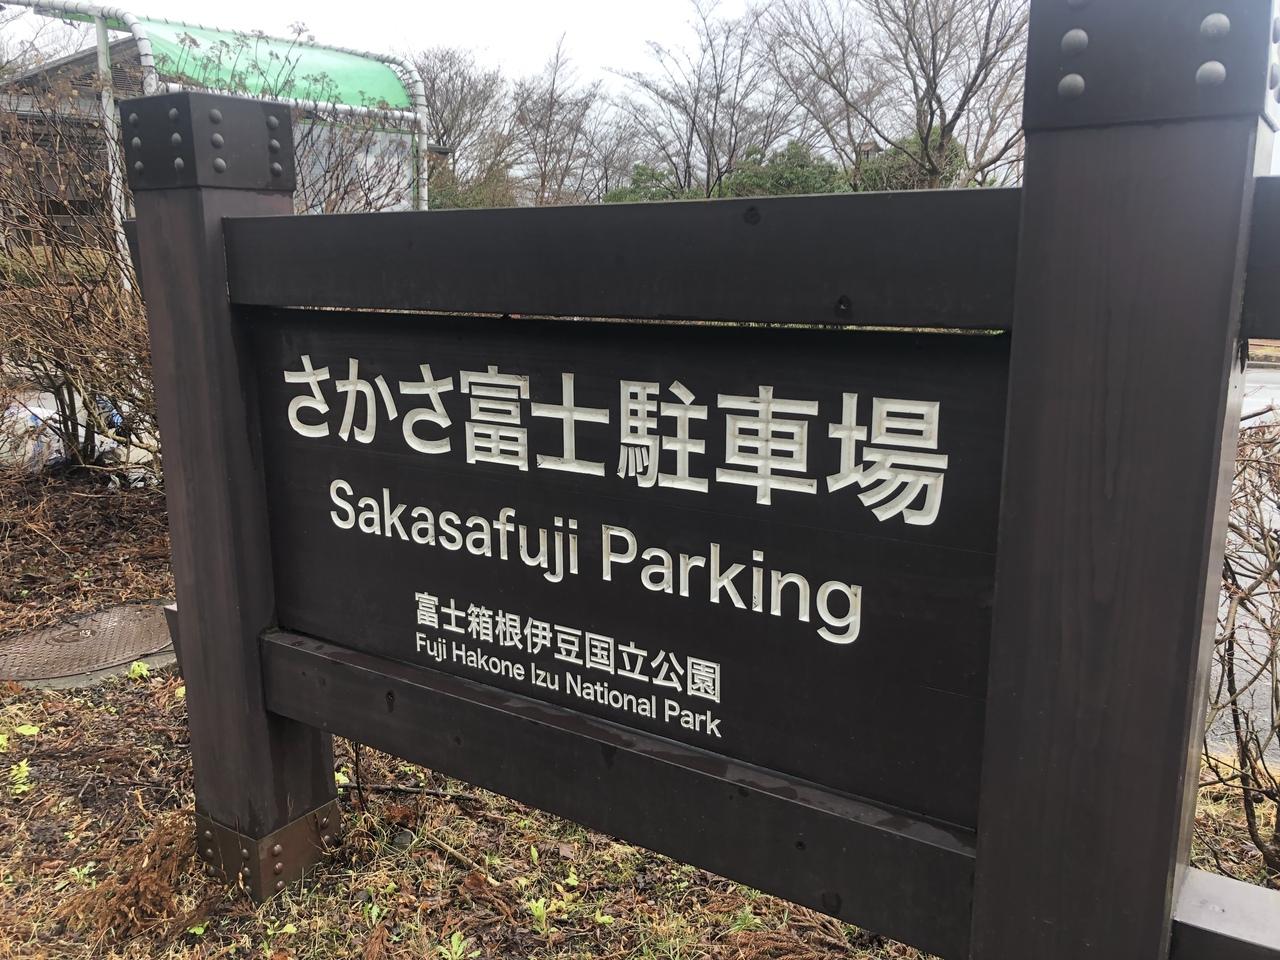 さかさ富士駐車場
Sakasafuji Parking
富士箱根伊豆国立公園
Fuji Hakone Izu National Park